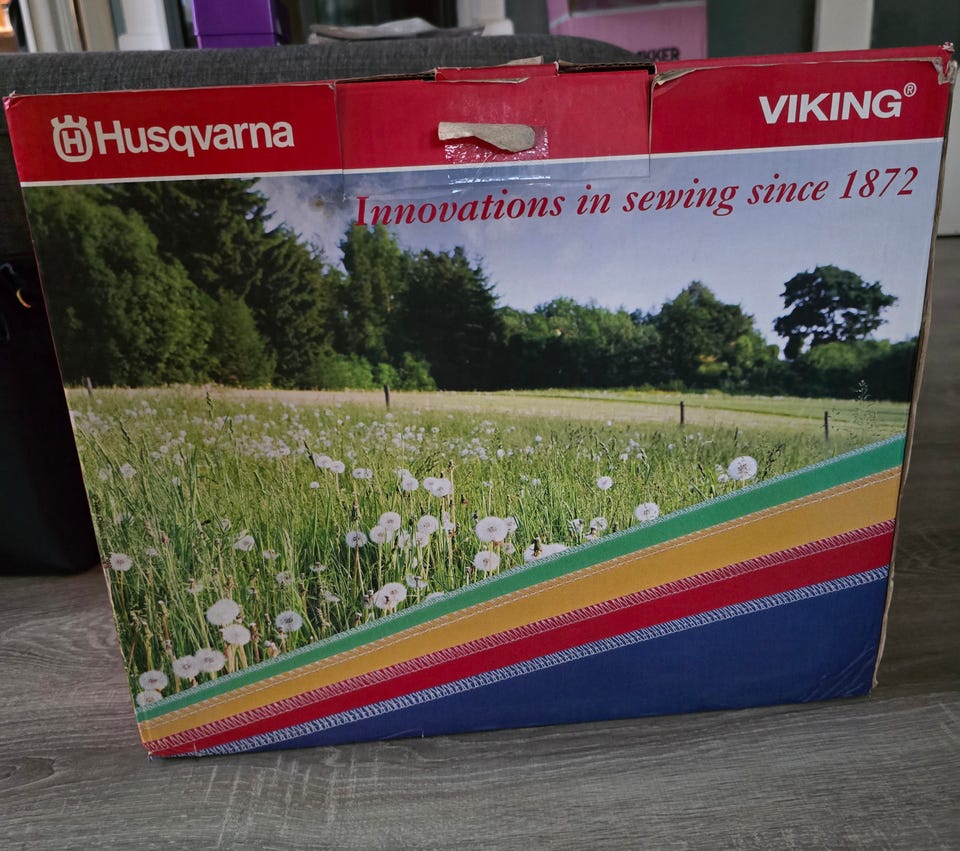 Husqvarna
VIKING®
Innovations in sewing since 1872